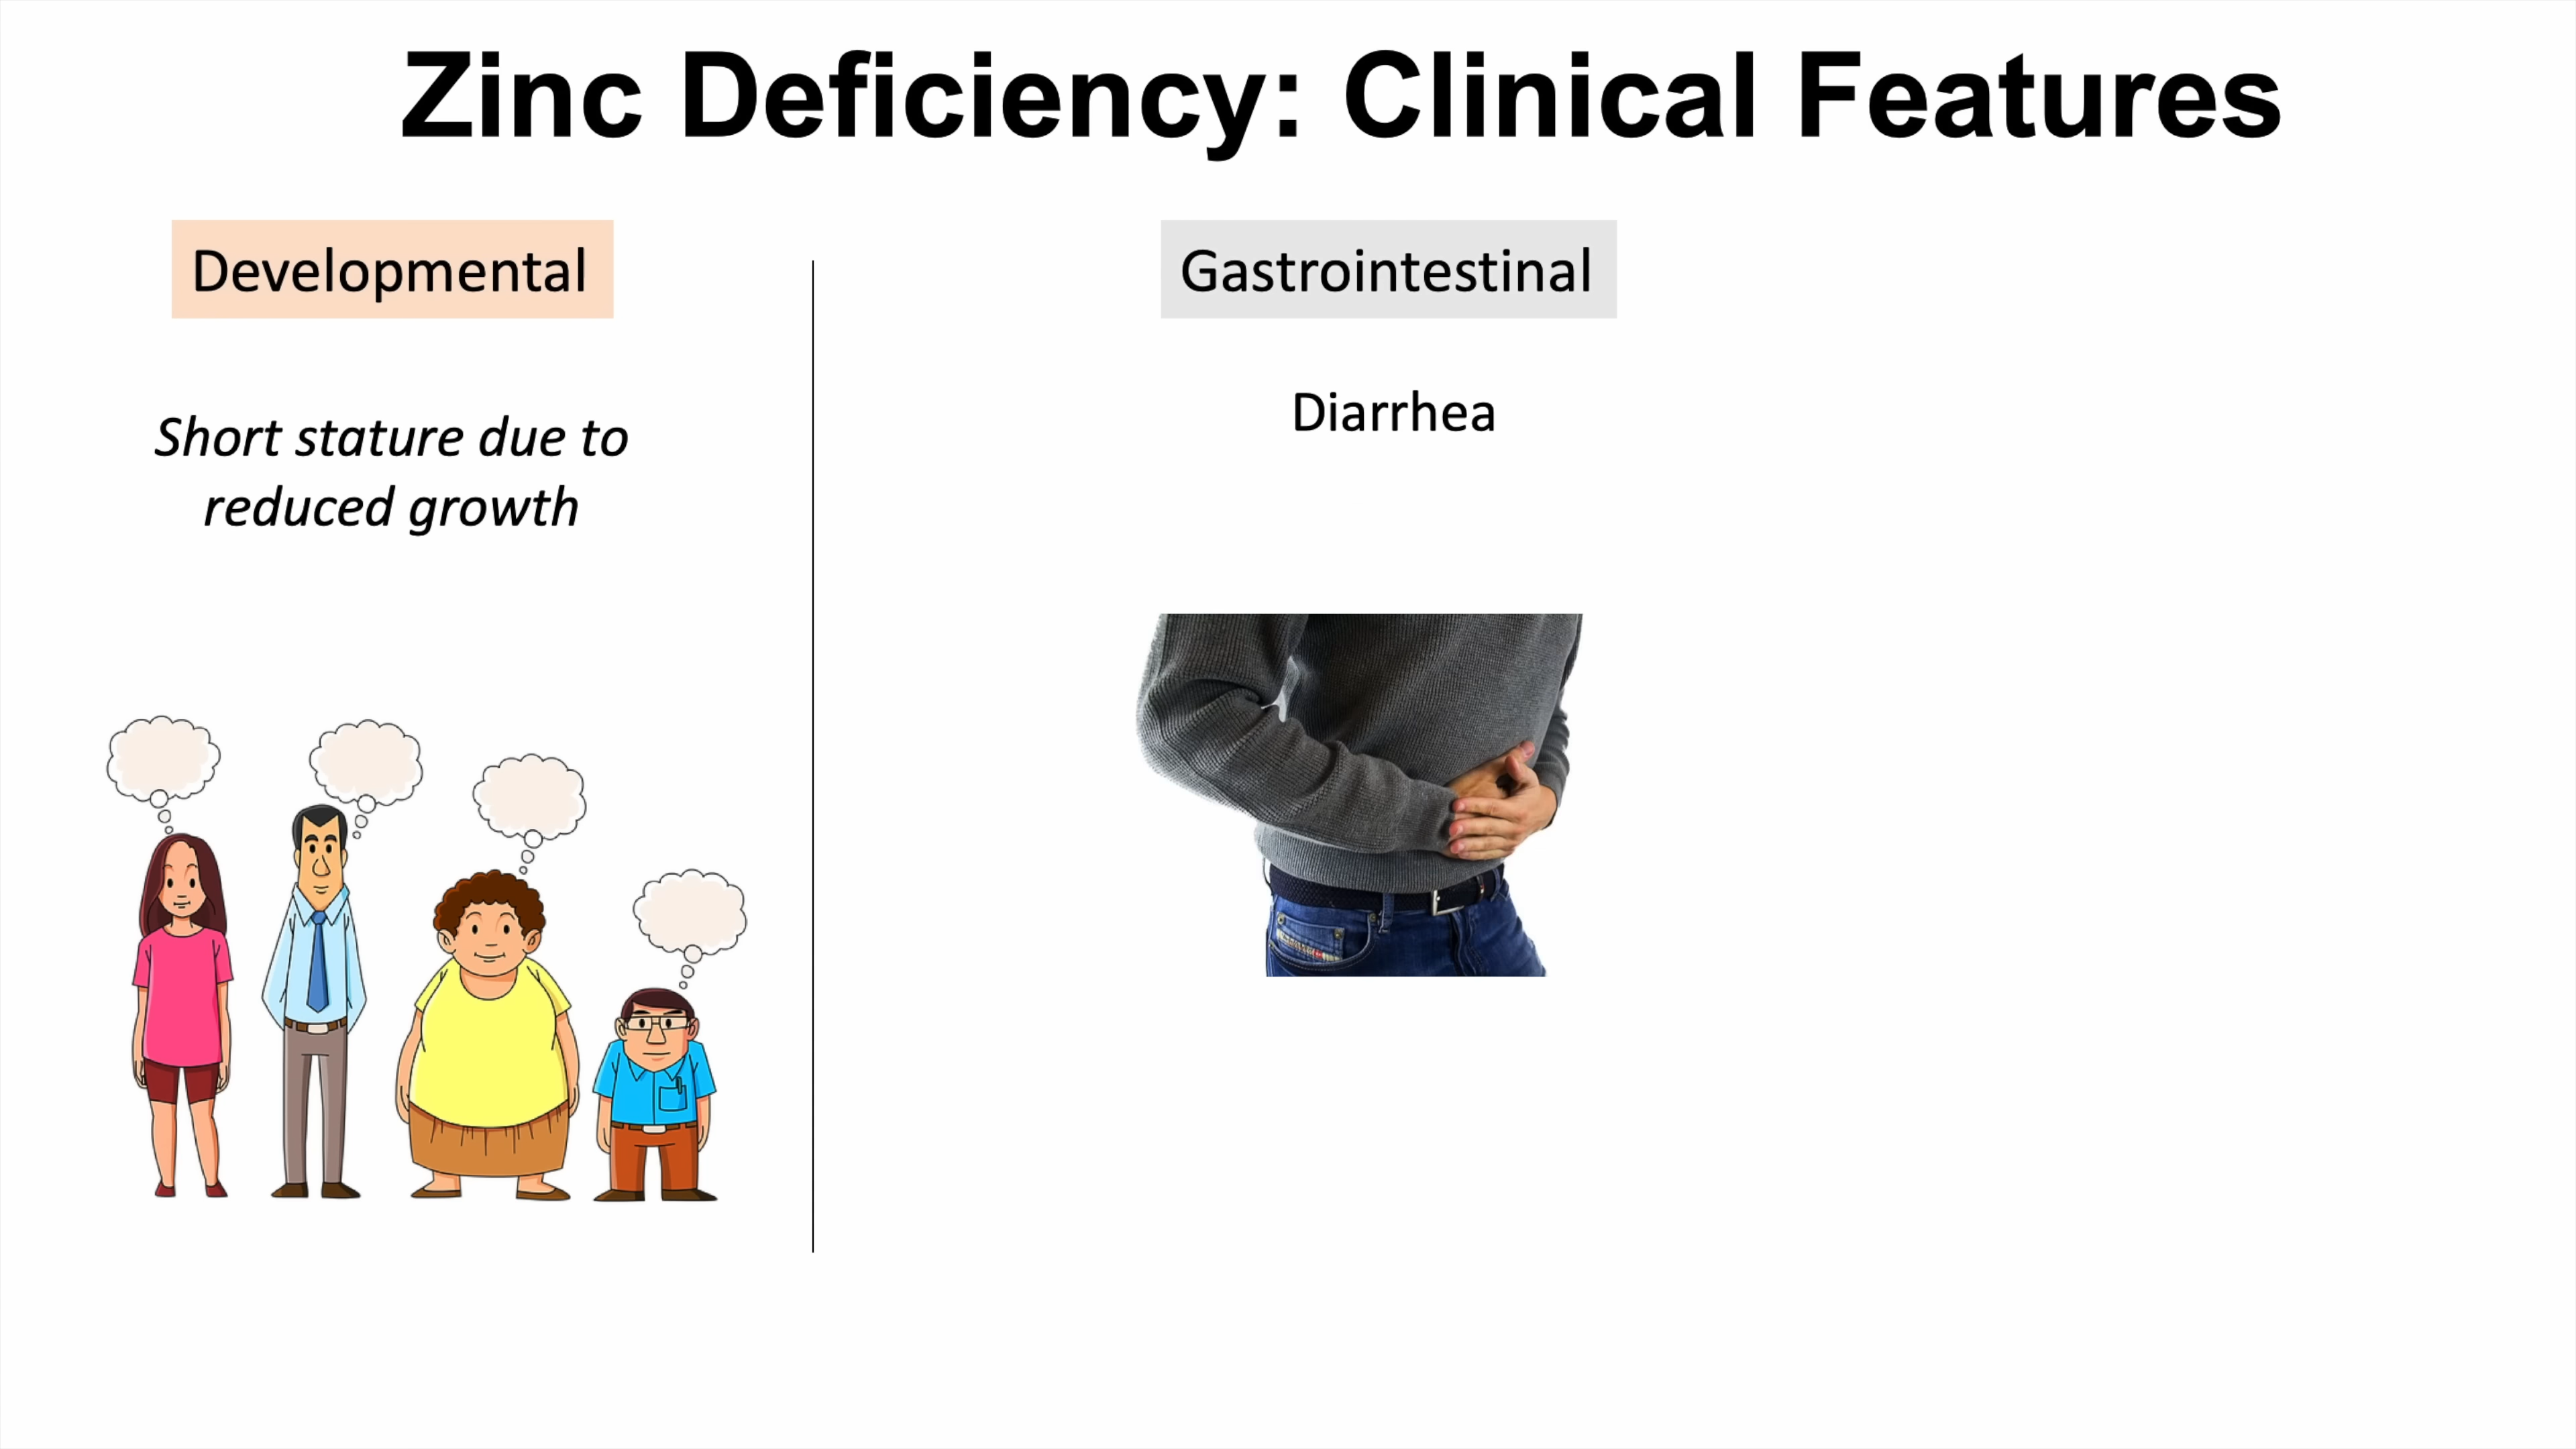 Zinc Deficiency: Clinical Features
Developmental
Short stature due to
reduced growth
Gastrointestinal
Diarrhea